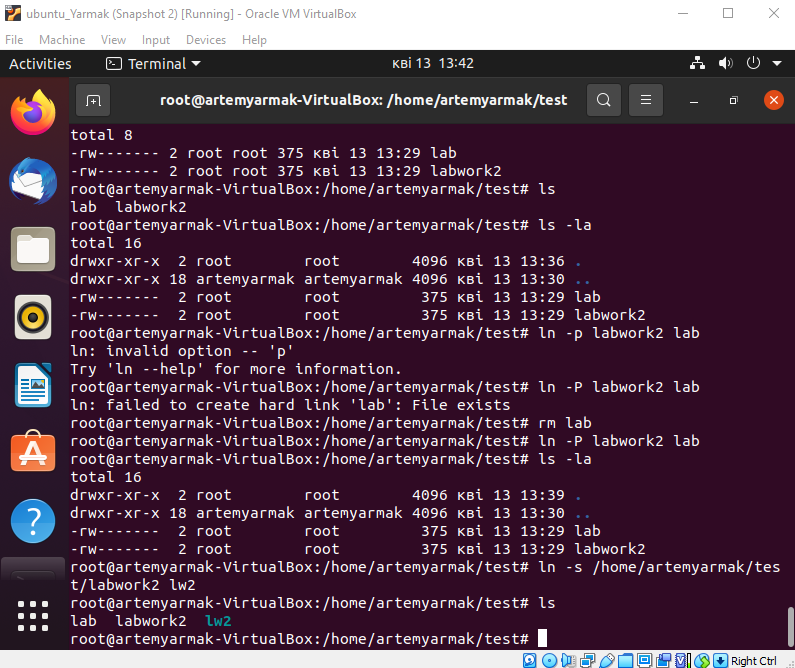 ubuntu_Yarmak (Snapshot 2) [Running] - Oracle VM VirtualBox
File Machine View Input Devices Help
Activities Terminal кві 13 13:42
root@artemyarmak-VirtualBox: /home/artemyarmak/test
total 8
-rw------- 2 root root 375 кві 13 13:29 lab
-rw------- 2 root root 375 кві 13 13:29 labwork2
root@artemyarmak-VirtualBox:/home/artemyarmak/test# ls
lab  labwork2
root@artemyarmak-VirtualBox:/home/artemyarmak/test# ls -la
total 16
drwxr-xr-x  2 root        root        4096 кві 13 13:36 .
drwxr-xr-x 18 artemyarmak artemyarmak 4096 кві 13 13:30 ..
-rw-------  2 root        root         375 кві 13 13:29 lab
-rw-------  2 root        root         375 кві 13 13:29 labwork2
root@artemyarmak-VirtualBox:/home/artemyarmak/test# ln -p labwork2 lab
ln: invalid option -- 'p'
Try 'ln --help' for more information.
root@artemyarmak-VirtualBox:/home/artemyarmak/test# ln -P labwork2 lab
ln: failed to create hard link 'lab': File exists
root@artemyarmak-VirtualBox:/home/artemyarmak/test# rm lab
root@artemyarmak-VirtualBox:/home/artemyarmak/test# ln -P labwork2 lab
root@artemyarmak-VirtualBox:/home/artemyarmak/test# ls -la
total 16
drwxr-xr-x  2 root        root        4096 кві 13 13:39 .
drwxr-xr-x 18 artemyarmak artemyarmak 4096 кві 13 13:30 ..
-rw-------  2 root        root         375 кві 13 13:29 lab
-rw-------  2 root        root         375 кві 13 13:29 labwork2
root@artemyarmak-VirtualBox:/home/artemyarmak/test# ln -s /home/artemyarmak/tes
t/labwork2 lw2
root@artemyarmak-VirtualBox:/home/artemyarmak/test# ls
lab  labwork2  lw2
root@artemyarmak-VirtualBox:/home/artemyarmak/test#
Right Ctrl